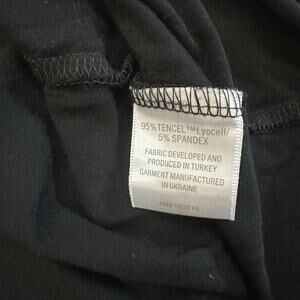 95% TENCEL™ Lyocell/
5% SPANDEX
FABRIC DEVELOPED AND
PRODUCED IN TURKEY
GARMENT MANUFACTURED
IN UKRAINE